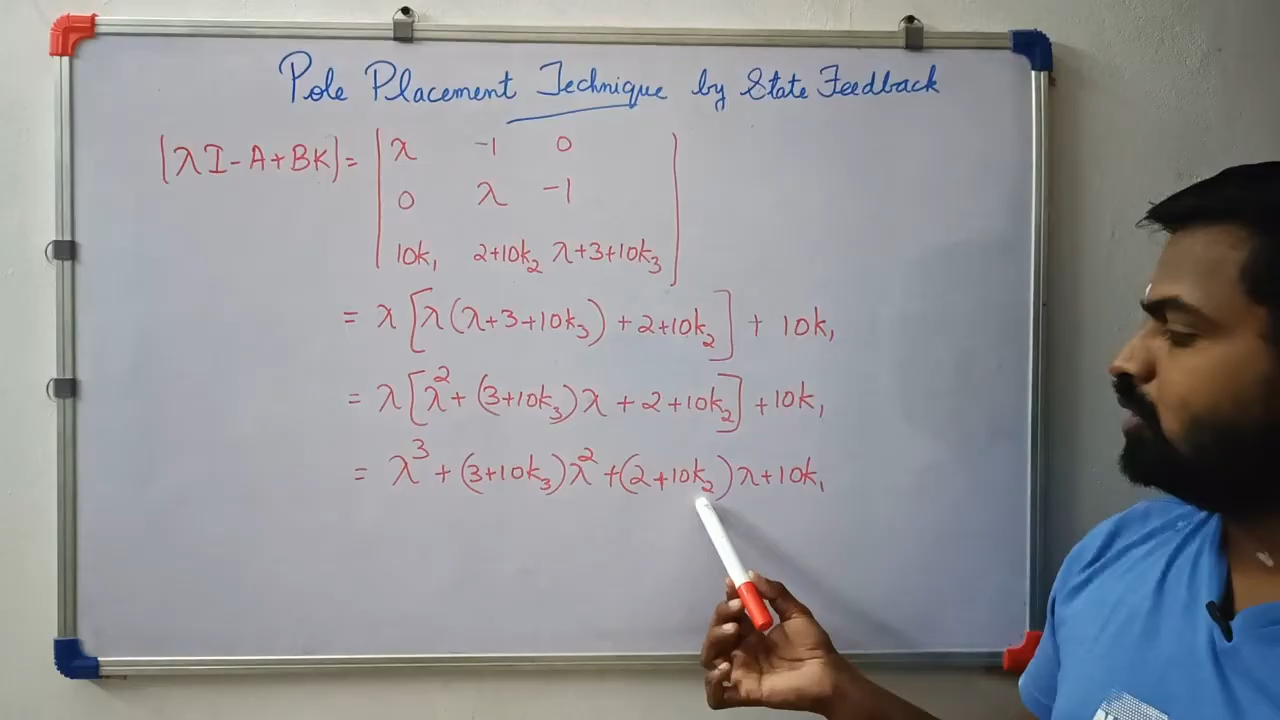 Pole Placement Technique by State Feedback
|λI-A+BK| = | λ -1 0
0 λ -1
10k₁ 2+10k₂ λ+3+10k₃ |
= λ[λ(λ+3+10k₃)+2+10k₂] + 10k₁
= λ[λ²+(3+10k₃)λ+2+10k₂]+10k₁
= λ³+(3+10k₃)λ²+(2+10k₂)λ+10k₁